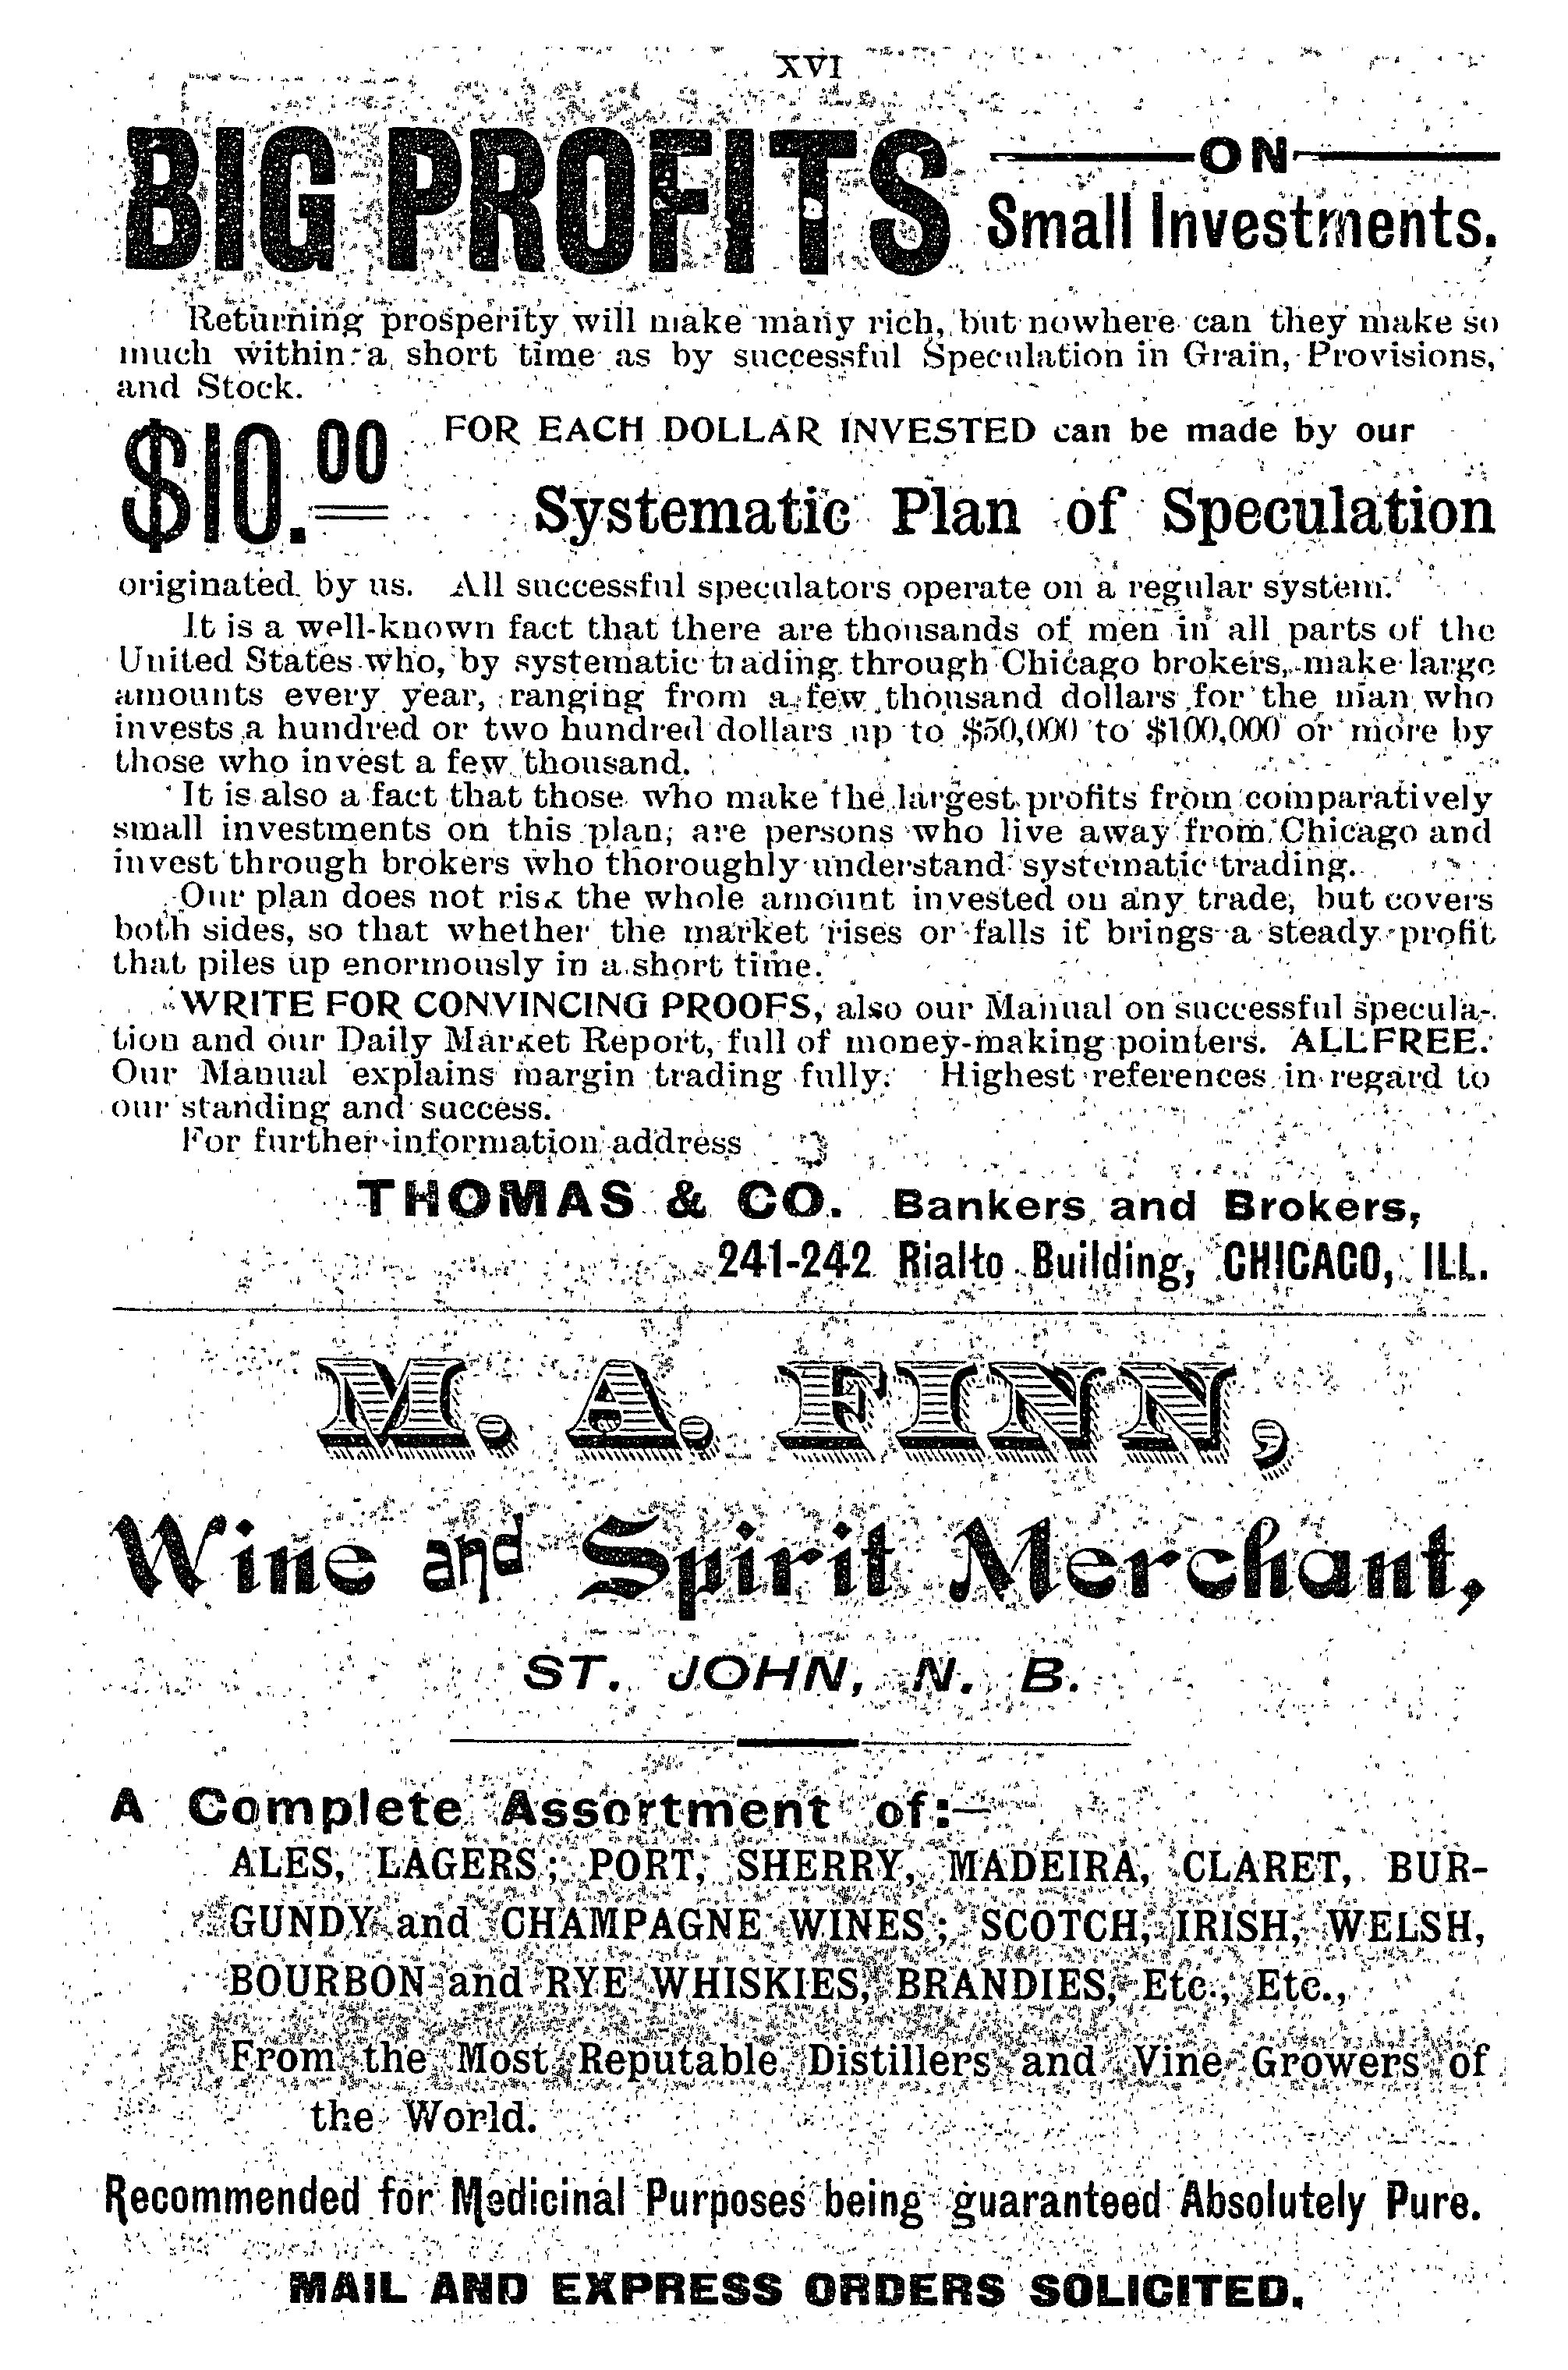 XVI
BIG PROFITS ON
Small Investments.
Returning prosperity will make many rich, but nowhere can they make so
much within a short time as by successful Speculation in Grain, Provisions,
and Stock.
$10.00 FOR EACH DOLLAR INVESTED can be made by our
Systematic Plan of Speculation
originated by us. All successful speculators operate on a regular system.
It is a well-known fact that there are thousands of men in all parts of the
United States who, by systematic trading through Chicago brokers, make large
amounts every year, ranging from a few thousand dollars for the man who
invests a hundred or two hundred dollars up to $50,000 to $100,000 or more by
those who invest a few thousand.
It is also a fact that those who make the largest profits from comparatively
small investments on this plan, are persons who live away from Chicago and
invest through brokers who thoroughly understand systematic trading.
Our plan does not risk the whole amount invested on any trade, but covers
both sides, so that whether the market rises or falls it brings a steady profit
that piles up enormously in a short time.
WRITE FOR CONVINCING PROOFS, also our Manual on successful specula-
tion and our Daily Market Report, full of money-making pointers. ALL FREE.
Our Manual explains margin trading fully. Highest references in regard to
our standing and success.
For further information address
THOMAS & CO. Bankers and Brokers,
241-242 Rialto Building, CHICAGO, ILL.
M. A. FINN,
Wine and Spirit Merchant,
ST. JOHN, N. B.
A Complete Assortment of:—
ALES, LAGERS; PORT, SHERRY, MADEIRA, CLARET, BUR-
GUNDY and CHAMPAGNE WINES; SCOTCH, IRISH, WELSH,
BOURBON and RYE WHISKIES, BRANDIES, Etc., Etc.,
From the Most Reputable Distillers and Vine Growers of
the World.
Recommended for Medicinal Purposes being guaranteed Absolutely Pure.
MAIL AND EXPRESS ORDERS SOLICITED.